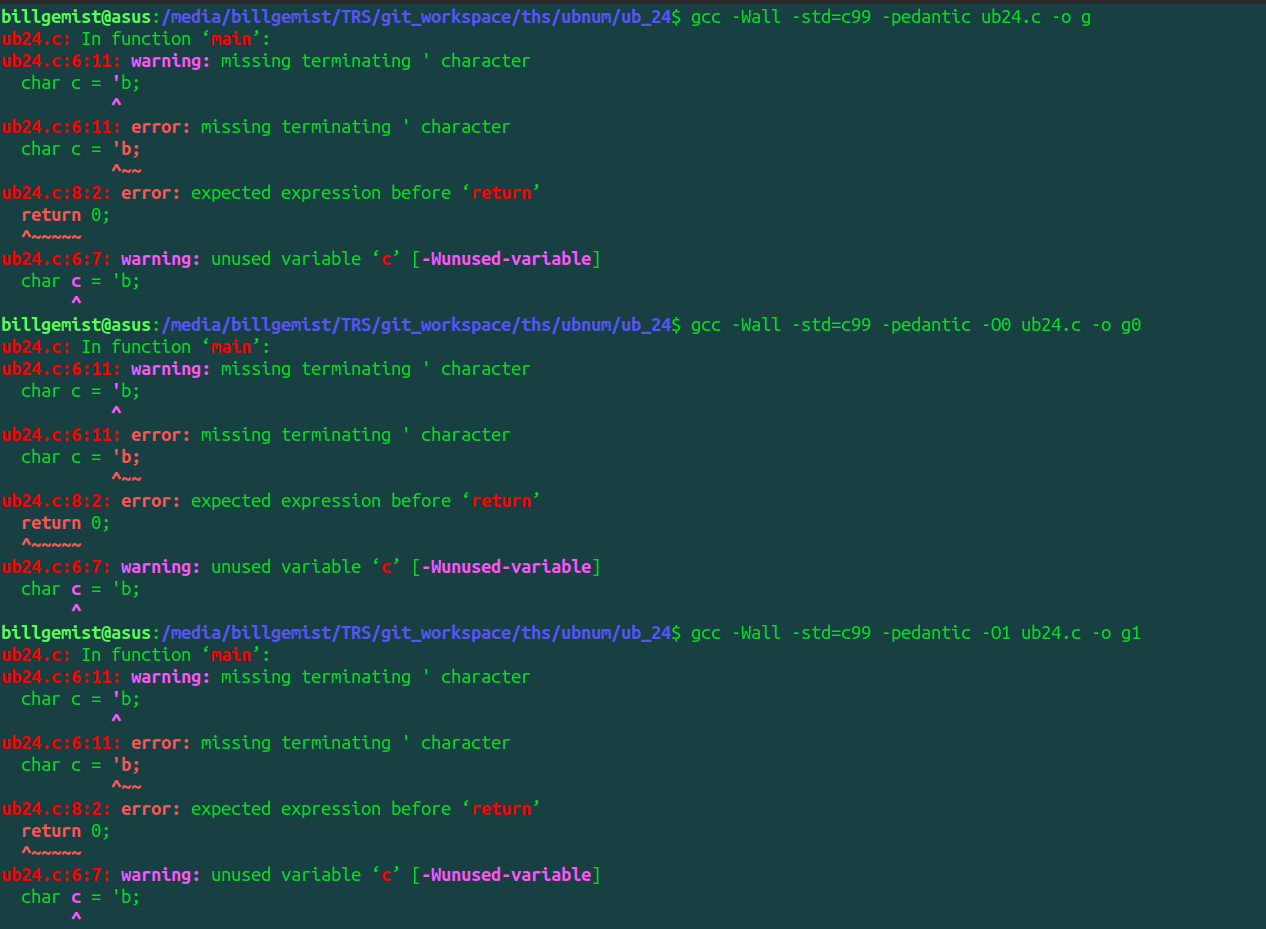 billgemist@asus:/media/billgemist/TRS/git_workspace/ths/ubnum/ub_24$ gcc -Wall -std=c99 -pedantic ub24.c -o g
ub24.c: In function ‘main’:
ub24.c:6:11: warning: missing terminating ' character
  char c = 'b;
           ^
ub24.c:6:11: error: missing terminating ' character
  char c = 'b;
           ^~~
ub24.c:8:2: error: expected expression before ‘return’
  return 0;
  ^~~~~~
ub24.c:6:7: warning: unused variable ‘c’ [-Wunused-variable]
  char c = 'b;
       ^
billgemist@asus:/media/billgemist/TRS/git_workspace/ths/ubnum/ub_24$ gcc -Wall -std=c99 -pedantic -O0 ub24.c -o g0
ub24.c: In function ‘main’:
ub24.c:6:11: warning: missing terminating ' character
  char c = 'b;
           ^
ub24.c:6:11: error: missing terminating ' character
  char c = 'b;
           ^~~
ub24.c:8:2: error: expected expression before ‘return’
  return 0;
  ^~~~~~
ub24.c:6:7: warning: unused variable ‘c’ [-Wunused-variable]
  char c = 'b;
       ^
billgemist@asus:/media/billgemist/TRS/git_workspace/ths/ubnum/ub_24$ gcc -Wall -std=c99 -pedantic -O1 ub24.c -o g1
ub24.c: In function ‘main’:
ub24.c:6:11: warning: missing terminating ' character
  char c = 'b;
           ^
ub24.c:6:11: error: missing terminating ' character
  char c = 'b;
           ^~~
ub24.c:8:2: error: expected expression before ‘return’
  return 0;
  ^~~~~~
ub24.c:6:7: warning: unused variable ‘c’ [-Wunused-variable]
  char c = 'b;
       ^